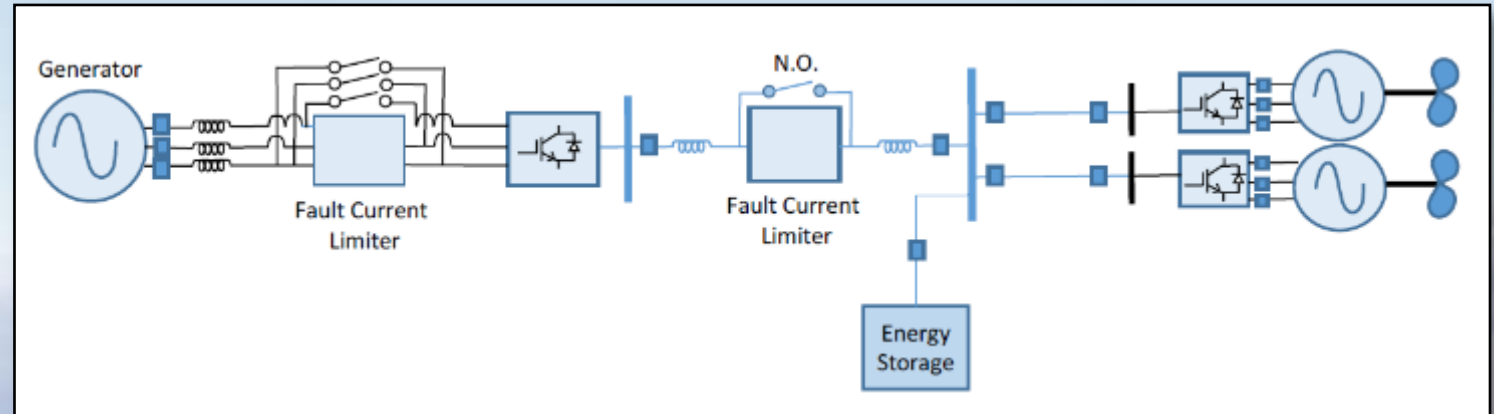 Generator
N.O.
Fault Current
Limiter
Fault Current
Limiter
Energy
Storage